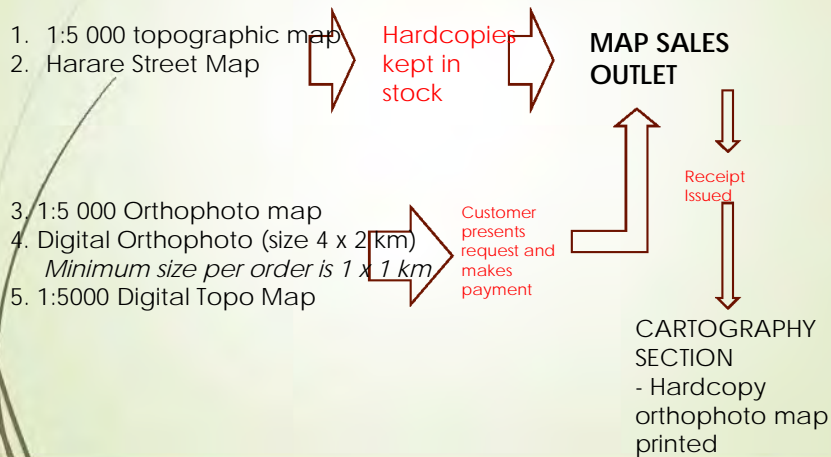 1. 1:5 000 topographic map
2. Harare Street Map
Hardcopies
kept in
stock
MAP SALES
OUTLET
3. 1:5 000 Orthophoto map
4. Digital Orthophoto (size 4 x 2 km)
Minimum size per order is 1 x 1 km
5. 1:5000 Digital Topo Map
Customer
presents
request and
makes
payment
Receipt
Issued
CARTOGRAPHY
SECTION
- Hardcopy
orthophoto map
printed